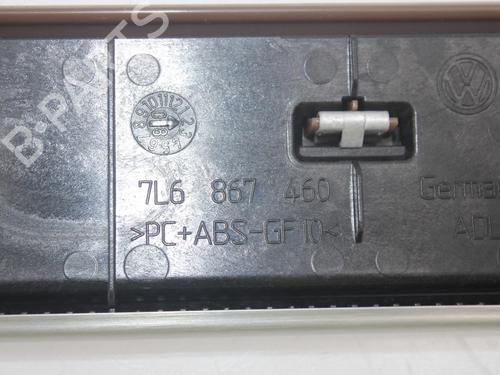 B-PARTS
7L6 867 460
German
>PC+ABS-GF10<
ADL